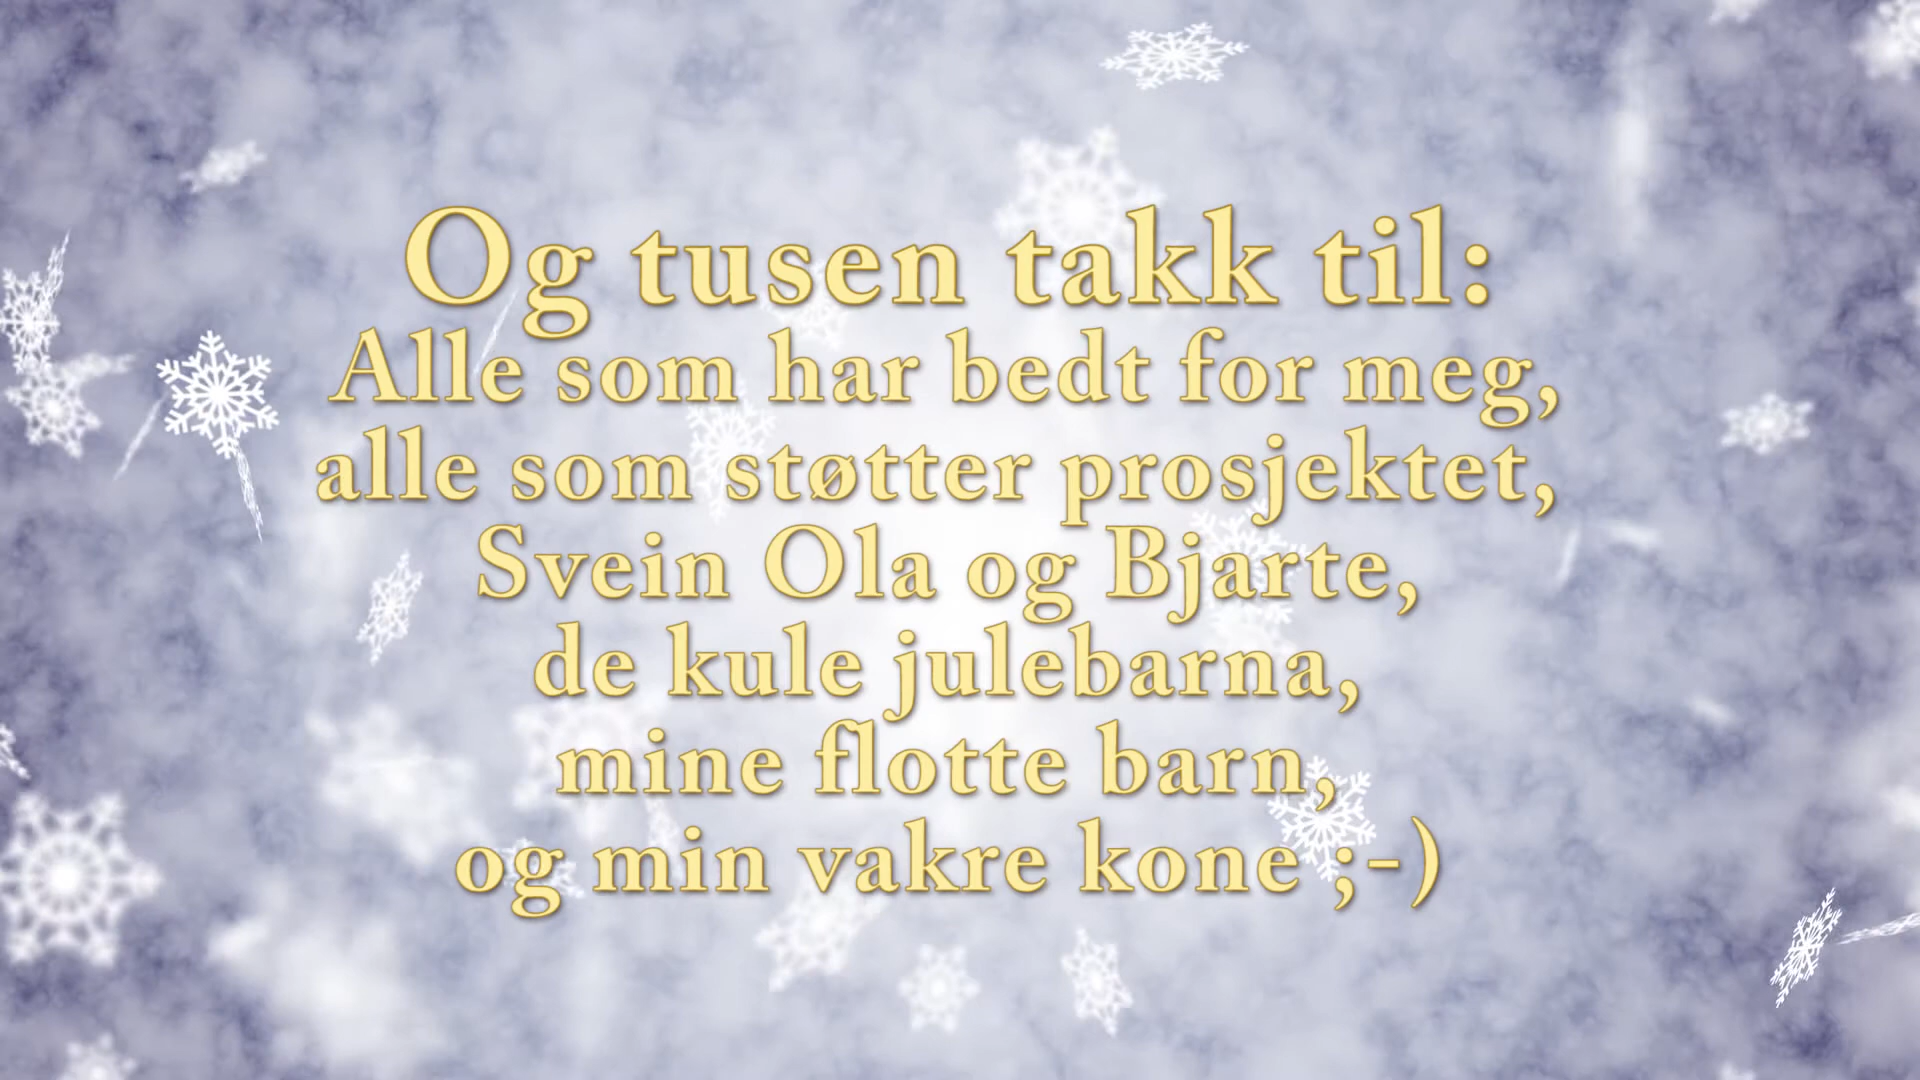 Og tusen takk til:
Alle som har bedt for meg,
alle som støtter prosjektet,
Svein Ola og Bjarte,
de kule julebarna,
mine flotte barn,
og min vakre kone ;-)